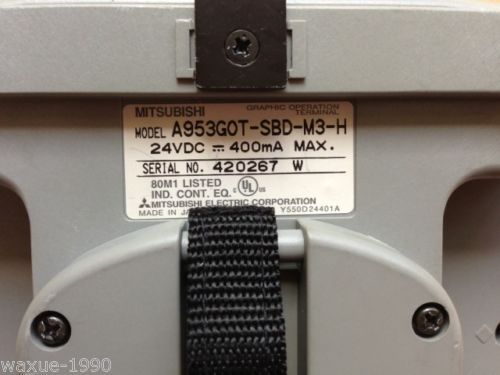 MITSUBISHI GRAPHIC OPERATION TERMINAL
MODEL A953GOT-SBD-M3-H
24VDC ⎓ 400mA MAX.
SERIAL NO. 420267 W
80M1 LISTED
IND. CONT. EQ. UL
MITSUBISHI ELECTRIC CORPORATION
MADE IN JA Y550D24401A
waxue-1990